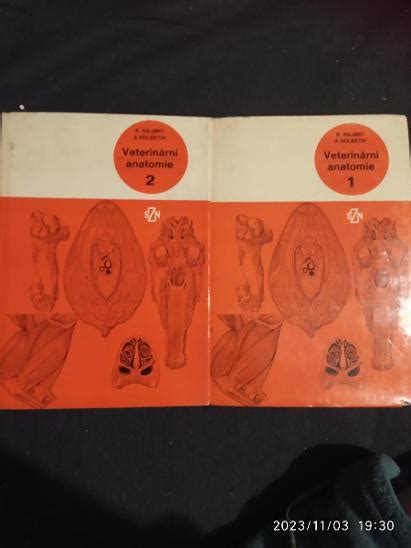 R. NAJBRT
A KOLEKTIV
Veterinární
anatomie
2
SZN
R. NAJBRT
A KOLEKTIV
Veterinární
anatomie
1
SZN
2023/11/03 19:30